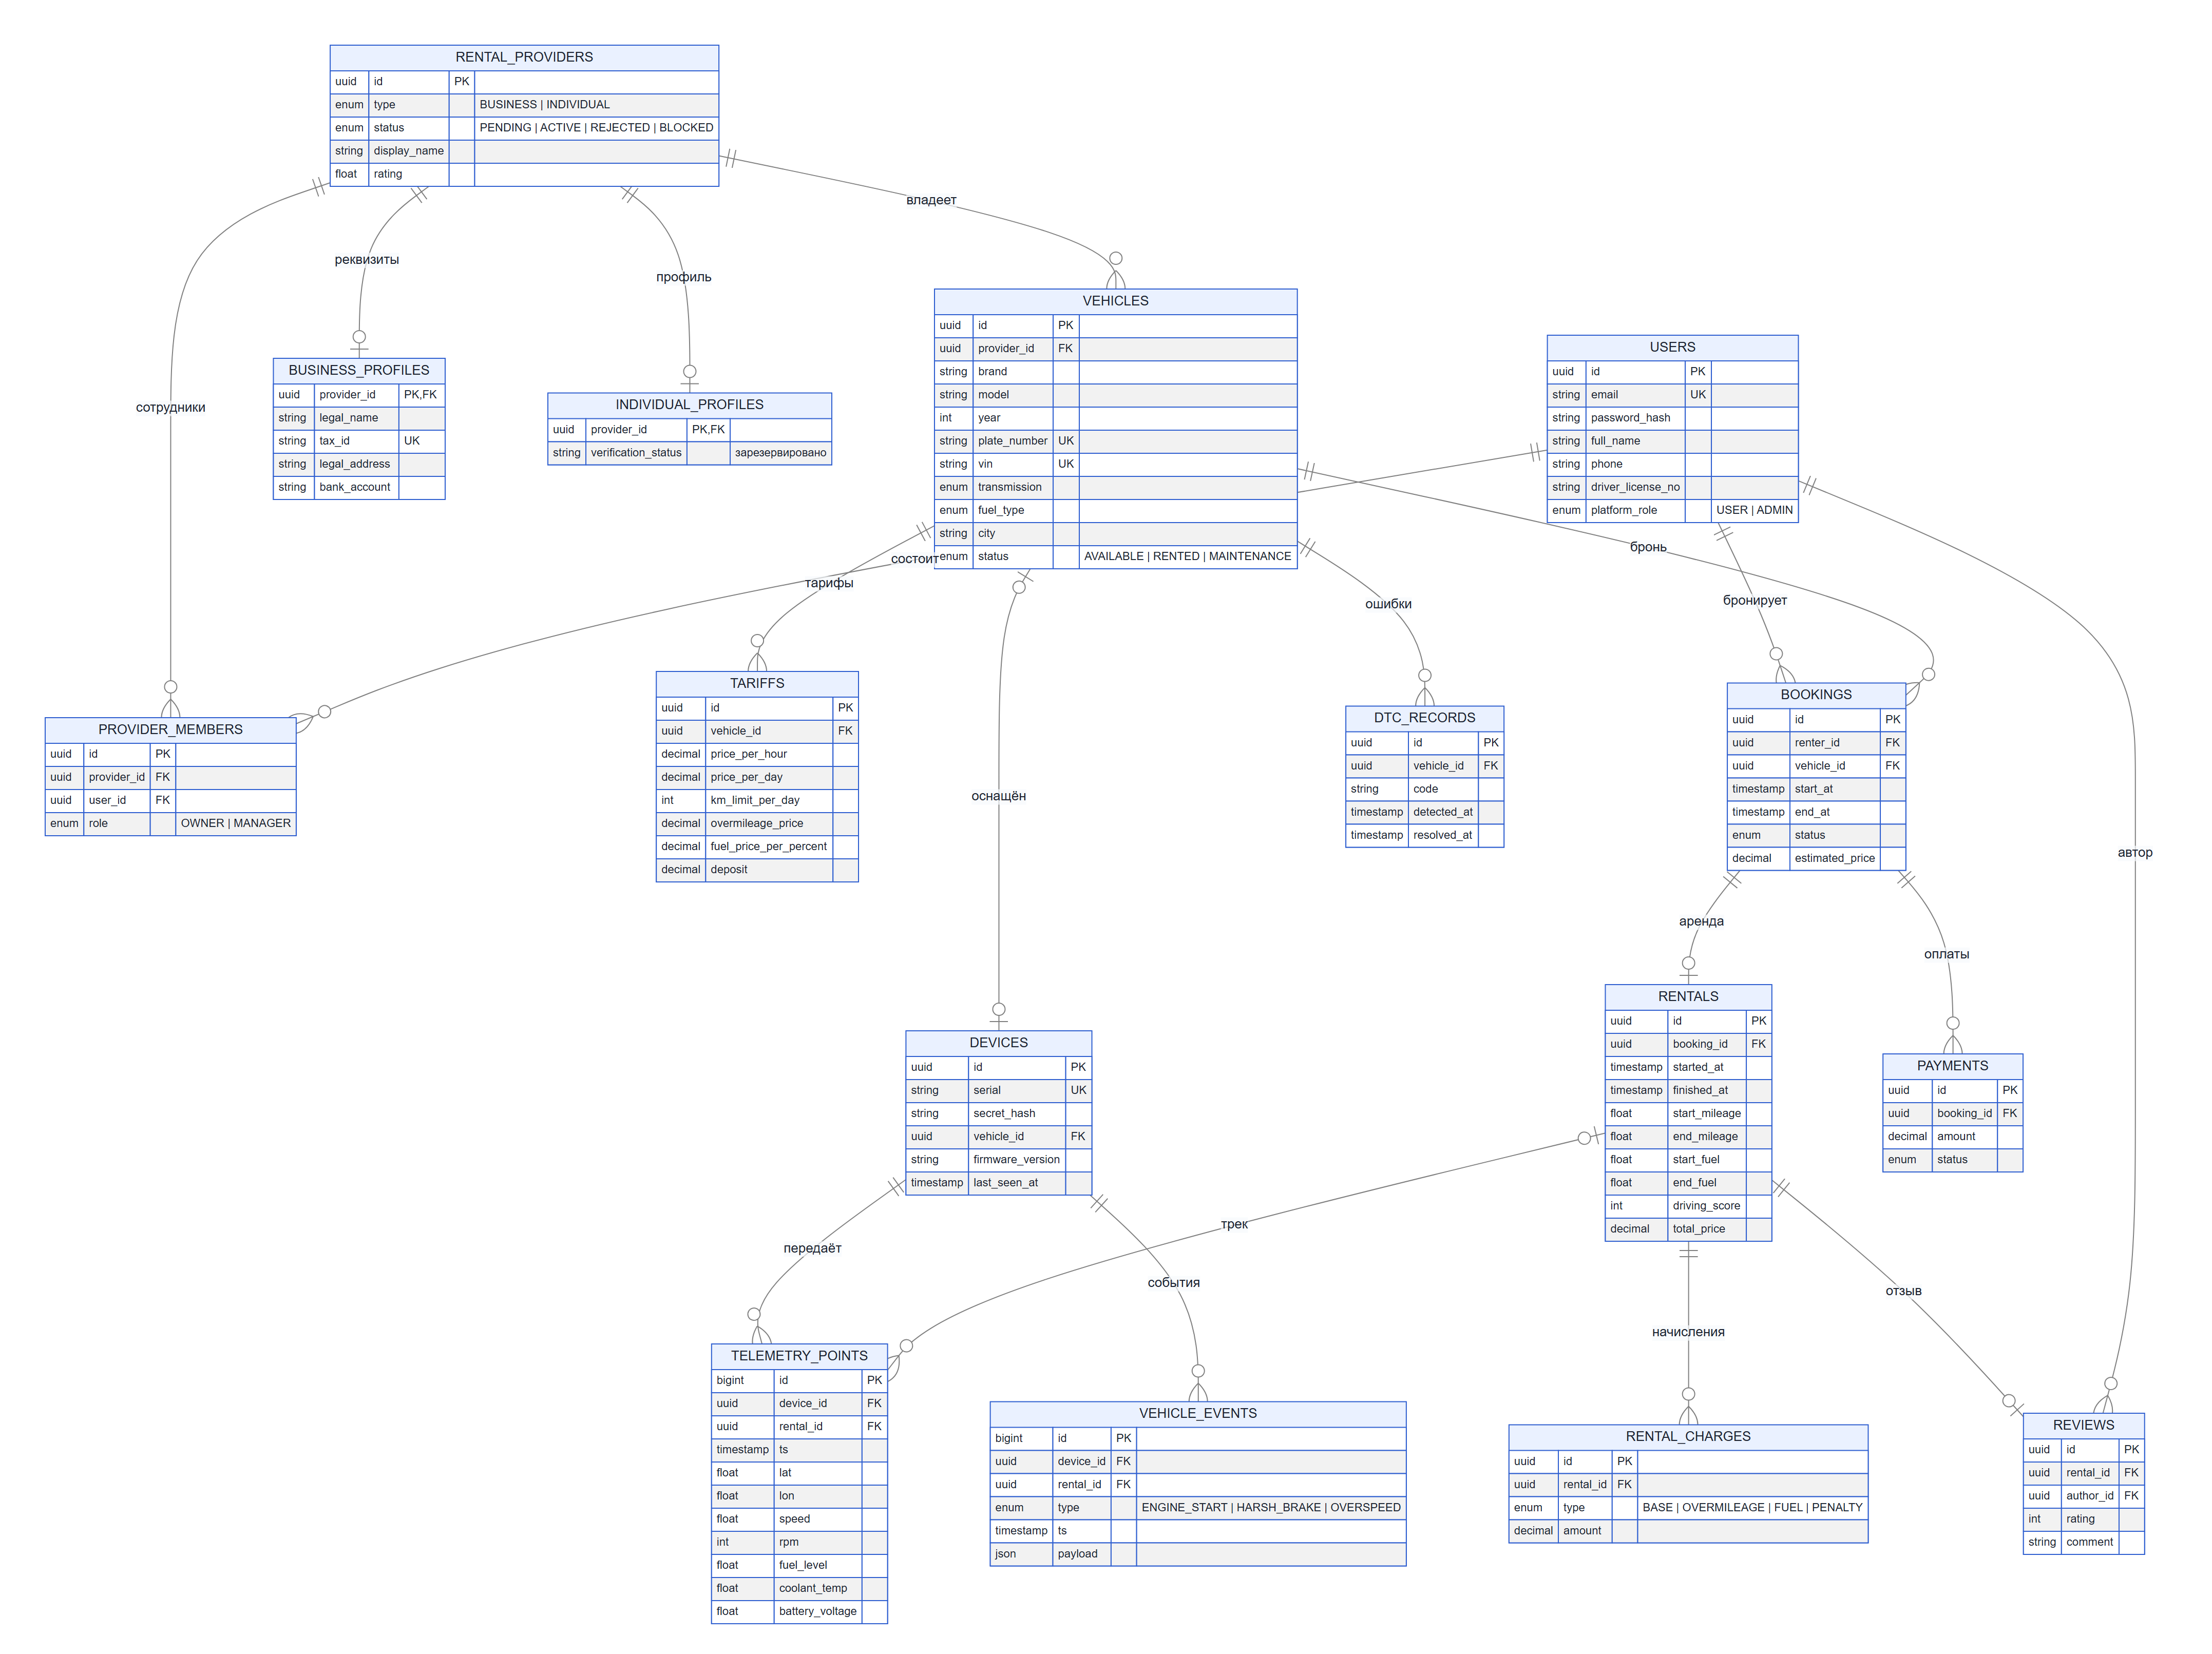 RENTAL_PROVIDERS
uuid id PK
enum type BUSINESS | INDIVIDUAL
enum status PENDING | ACTIVE | REJECTED | BLOCKED
string display_name
float rating
владеет
реквизиты
профиль
сотрудники
VEHICLES
uuid id PK
uuid provider_id FK
string brand
string model
int year
string plate_number UK
string vin UK
enum transmission
enum fuel_type
string city
enum status AVAILABLE | RENTED | MAINTENANCE
USERS
uuid id PK
string email UK
string password_hash
string full_name
string phone
string driver_license_no
enum platform_role USER | ADMIN
BUSINESS_PROFILES
uuid provider_id PK,FK
string legal_name
string tax_id UK
string legal_address
string bank_account
INDIVIDUAL_PROFILES
uuid provider_id PK,FK
string verification_status зарезервировано
состоит
тарифы
ошибки
бронь
бронирует
PROVIDER_MEMBERS
uuid id PK
uuid provider_id FK
uuid user_id FK
enum role OWNER | MANAGER
TARIFFS
uuid id PK
uuid vehicle_id FK
decimal price_per_hour
decimal price_per_day
int km_limit_per_day
decimal overmileage_price
decimal fuel_price_per_percent
decimal deposit
оснащён
DTC_RECORDS
uuid id PK
uuid vehicle_id FK
string code
timestamp detected_at
timestamp resolved_at
BOOKINGS
uuid id PK
uuid renter_id FK
uuid vehicle_id FK
timestamp start_at
timestamp end_at
enum status
decimal estimated_price
автор
аренда
оплаты
DEVICES
uuid id PK
string serial UK
string secret_hash
uuid vehicle_id FK
string firmware_version
timestamp last_seen_at
RENTALS
uuid id PK
uuid booking_id FK
timestamp started_at
timestamp finished_at
float start_mileage
float end_mileage
float start_fuel
float end_fuel
int driving_score
decimal total_price
PAYMENTS
uuid id PK
uuid booking_id FK
decimal amount
enum status
передаёт
трек
события
начисления
отзыв
TELEMETRY_POINTS
bigint id PK
uuid device_id FK
uuid rental_id FK
timestamp ts
float lat
float lon
float speed
int rpm
float fuel_level
float coolant_temp
float battery_voltage
VEHICLE_EVENTS
bigint id PK
uuid device_id FK
uuid rental_id FK
enum type ENGINE_START | HARSH_BRAKE | OVERSPEED
timestamp ts
json payload
RENTAL_CHARGES
uuid id PK
uuid rental_id FK
enum type BASE | OVERMILEAGE | FUEL | PENALTY
decimal amount
REVIEWS
uuid id PK
uuid rental_id FK
uuid author_id FK
int rating
string comment